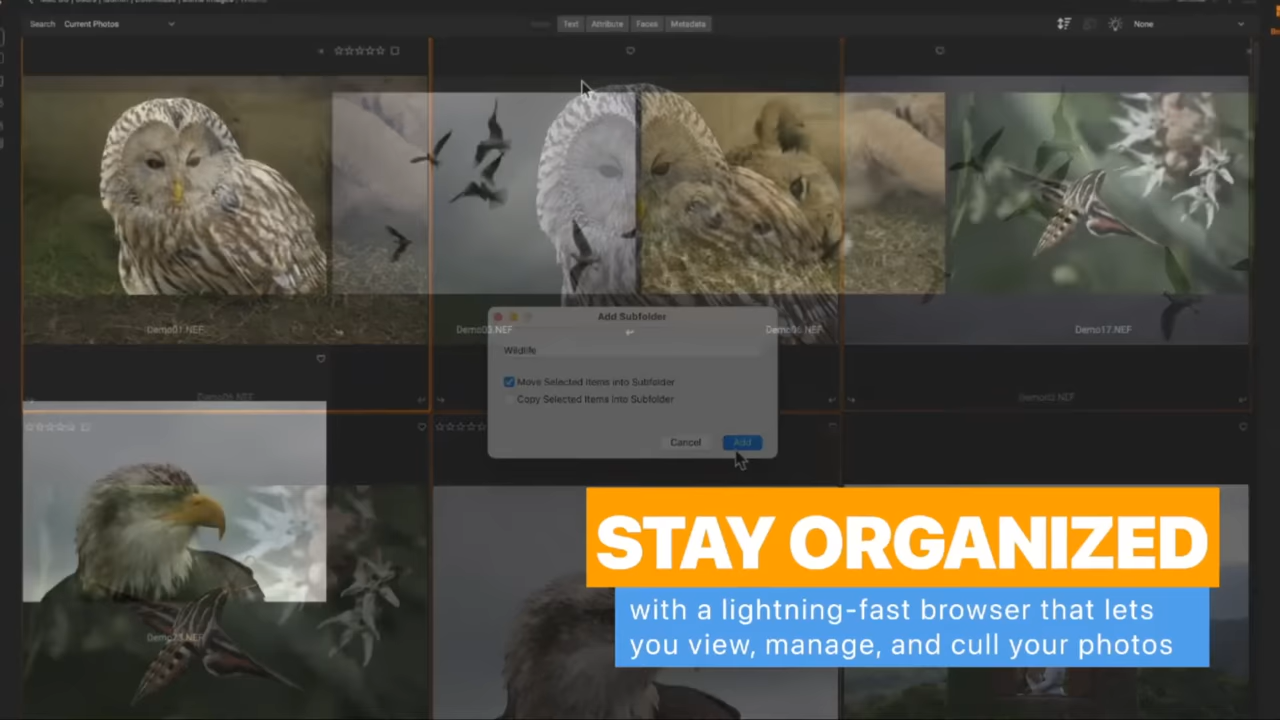 Search Current Photos
Text Attribute Faces Metadata
None
Demo01.NEF
Demo03.NEF
Demo06.NEF
Demo17.NEF
Add Subfolder
Wildlife
Move Selected Items into Subfolder
Copy Selected Items into Subfolder
Cancel Add
STAY ORGANIZED
with a lightning-fast browser that lets
you view, manage, and cull your photos